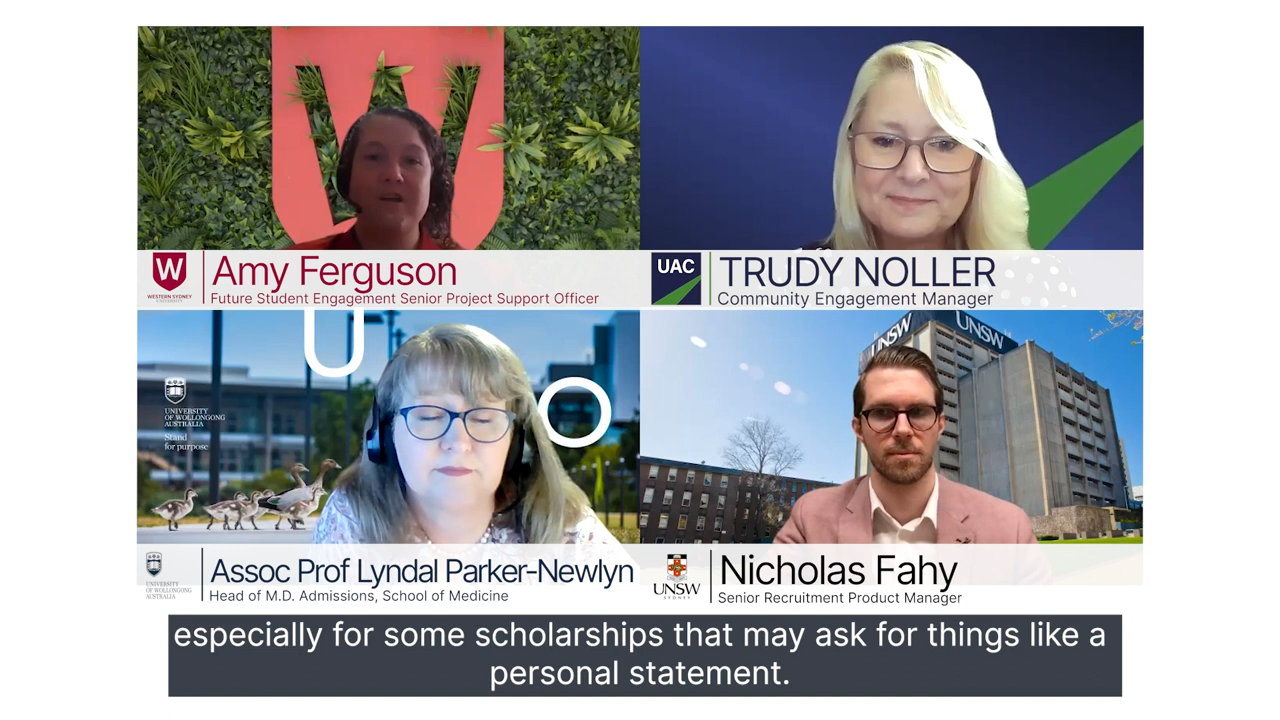 W
Amy Ferguson
Future Student Engagement Senior Project Support Officer
W
WESTERN SYDNEY
UNIVERSITY
UAC
TRUDY NOLLER
Community Engagement Manager
U
O
UNIVERSITY
OF WOLLONGONG
AUSTRALIA
Stand
for purpose
UNIVERSITY
OF WOLLONGONG
AUSTRALIA
Assoc Prof Lyndal Parker-Newlyn
Head of M.D. Admissions, School of Medicine
UNSW
UNSW
UNSW
SYDNEY
Nicholas Fahy
Senior Recruitment Product Manager
especially for some scholarships that may ask for things like a
personal statement.